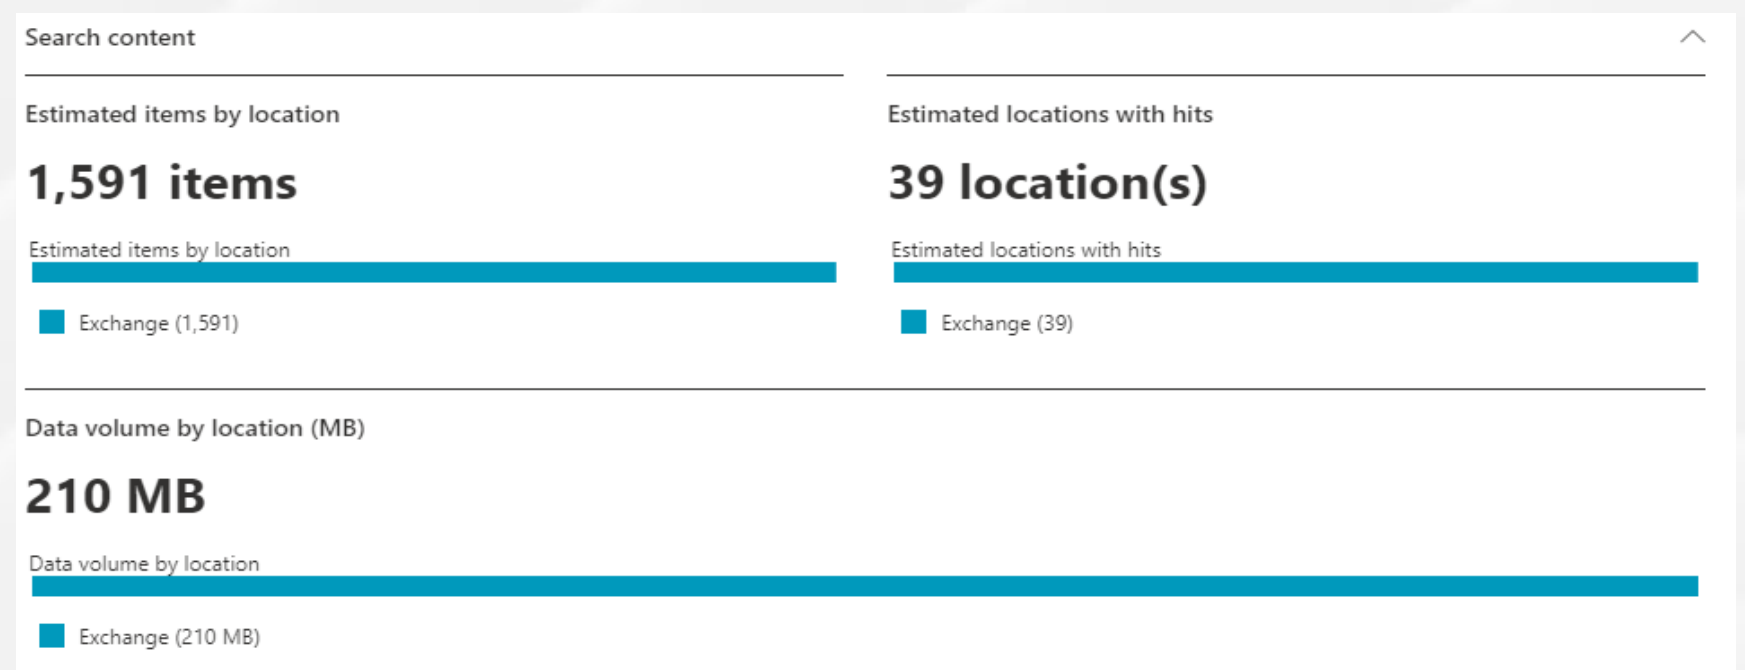 Search content
Estimated items by location
1,591 items
Estimated items by location
Exchange (1,591)
Estimated locations with hits
39 location(s)
Estimated locations with hits
Exchange (39)
Data volume by location (MB)
210 MB
Data volume by location
Exchange (210 MB)